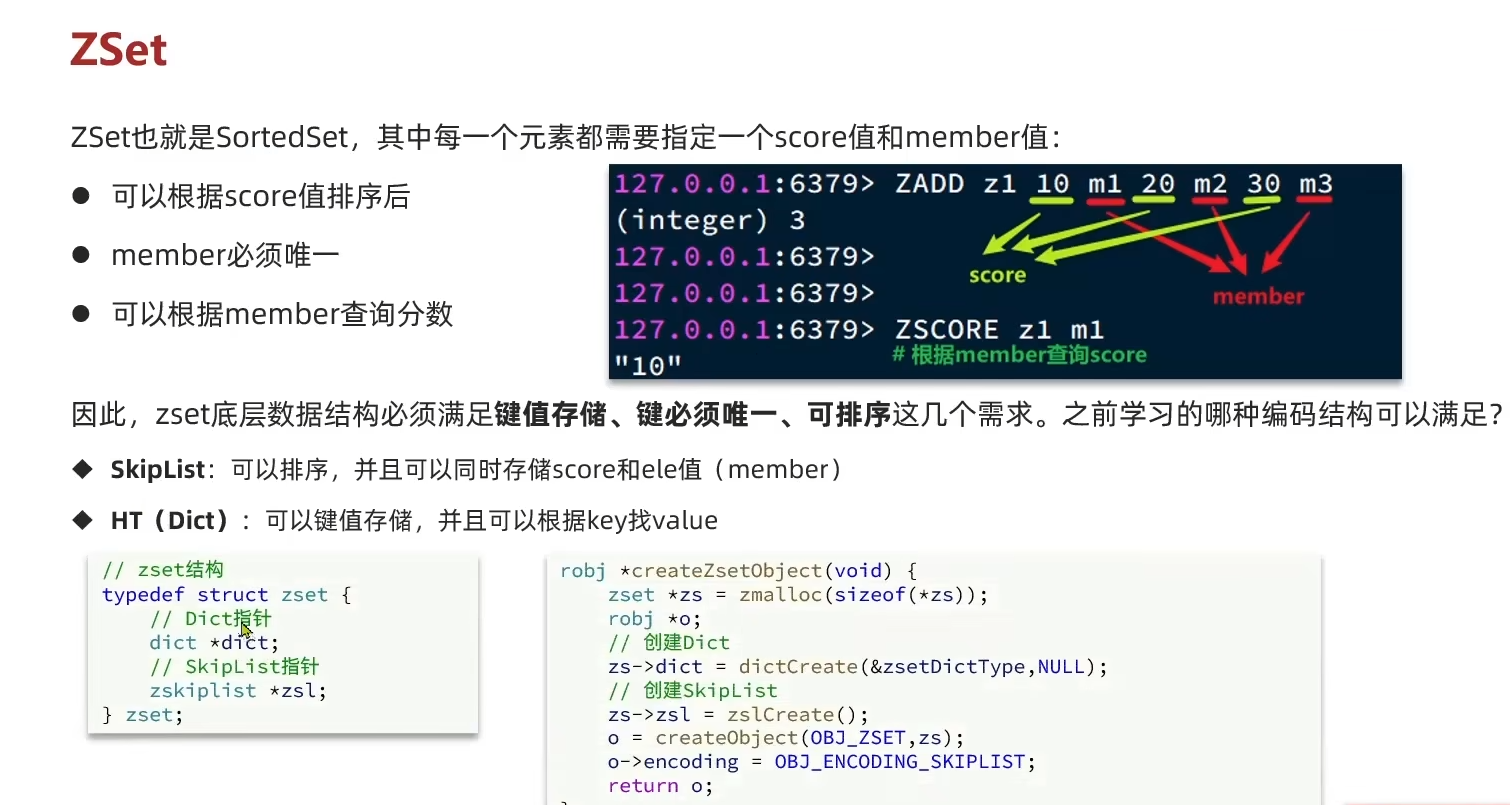 ZSet
ZSet也就是SortedSet，其中每一个元素都需要指定一个score值和member值：
● 可以根据score值排序后
● member必须唯一
● 可以根据member查询分数
127.0.0.1:6379> ZADD z1 10 m1 20 m2 30 m3
(integer) 3
127.0.0.1:6379>
127.0.0.1:6379>
127.0.0.1:6379> ZSCORE z1 m1
"10"
score
member
# 根据member查询score
因此，zset底层数据结构必须满足键值存储、键必须唯一、可排序这几个需求。之前学习的哪种编码结构可以满足？
◆ SkipList：可以排序，并且可以同时存储score和ele值（member）
◆ HT（Dict）：可以键值存储，并且可以根据key找value
// zset结构
typedef struct zset {
// Dict指针
dict *dict;
// SkipList指针
zskiplist *zsl;
} zset;
robj *createZsetObject(void) {
zset *zs = zmalloc(sizeof(*zs));
robj *o;
// 创建Dict
zs->dict = dictCreate(&zsetDictType,NULL);
// 创建SkipList
zs->zsl = zslCreate();
o = createObject(OBJ_ZSET,zs);
o->encoding = OBJ_ENCODING_SKIPLIST;
return o;